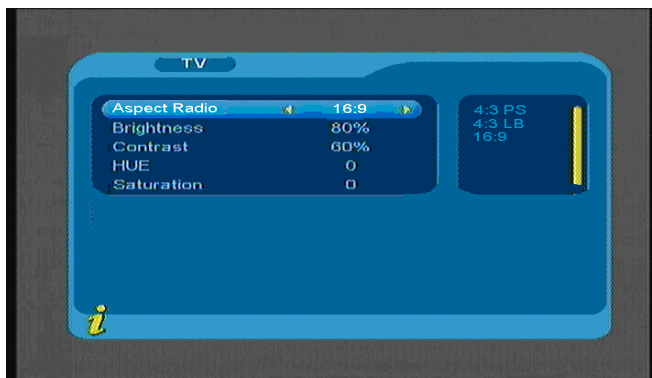 TV
Aspect Radio 16:9
Brightness 80%
Contrast 60%
HUE 0
Saturation 0
4:3 PS
4:3 LB
16:9
i